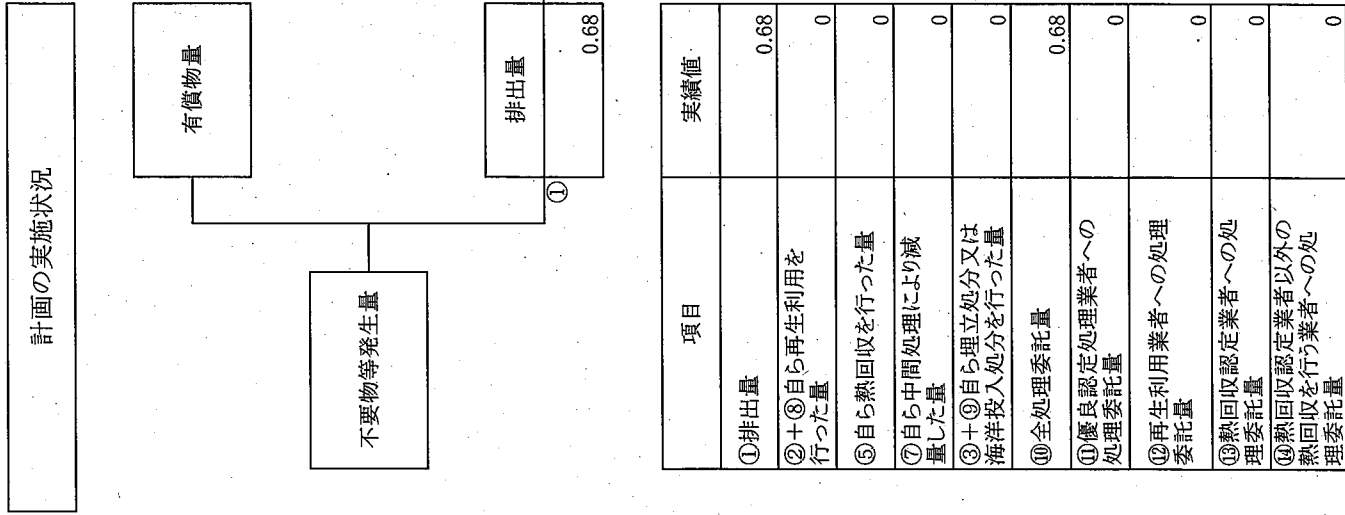 計画の実施状況
有償物量
不要物等発生量
排出量
①
0.68
項目
実績値
①排出量
0.68
②+⑧自ら再生利用を
行った量
0
⑤自ら熱回収を行った量
0
⑦自ら中間処理により減
量した量
0
③+⑨自ら埋立処分又は
海洋投入処分を行った量
0
⑩全処理委託量
0.68
⑪優良認定処理業者への
処理委託量
0
⑫再生利用業者への処理
委託量
0
⑬熱回収認定業者への処
理委託量
0
⑭熱回収認定業者以外の
熱回収を行う業者への処
理委託量
0